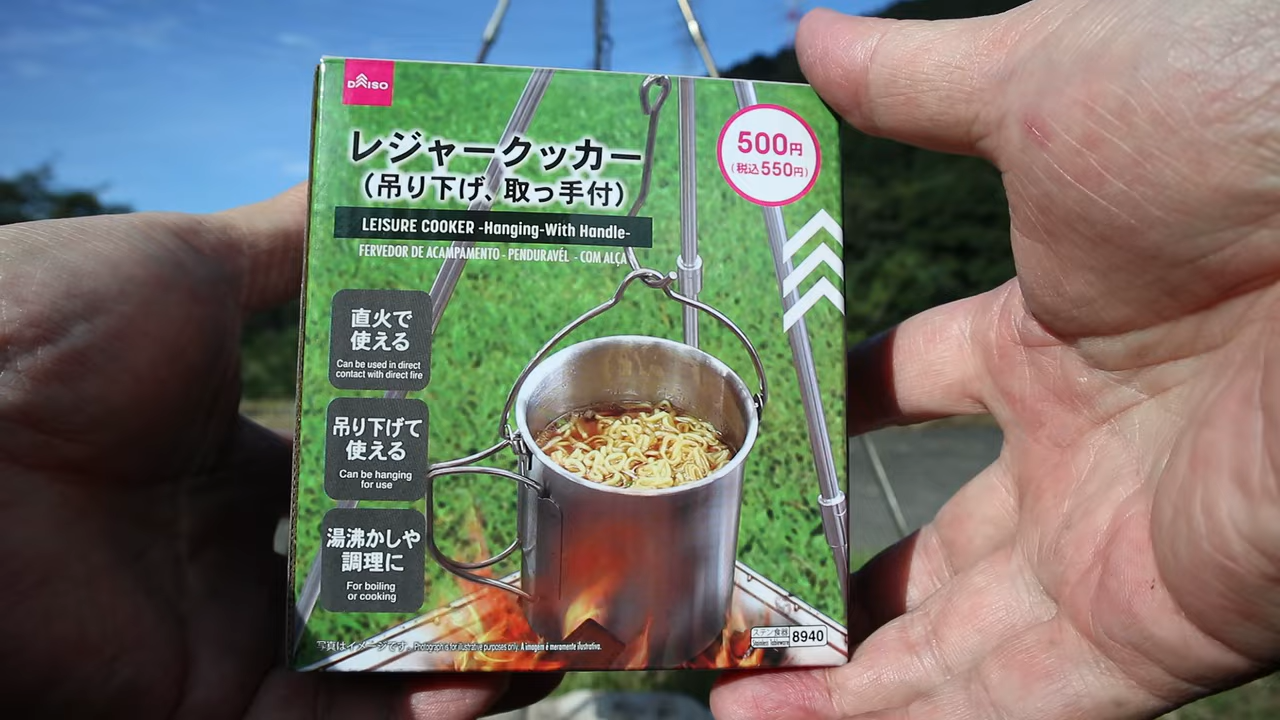 DAISO
レジャークッカー
(吊り下げ、取っ手付)
LEISURE COOKER -Hanging-With Handle-
FERVEDOR DE ACAMPAMENTO - PENDURAVÉL - COM ALÇA
500円
(税込550円)
直火で
使える
Can be used in direct
contact with direct fire
吊り下げて
使える
Can be hanging
for use
湯沸かしや
調理に
For boiling
or cooking
写真はイメージです。Photograph is for illustrative purposes only. A imagem é meramente ilustrativa.
ステン食器
Stainless Tableware
8940